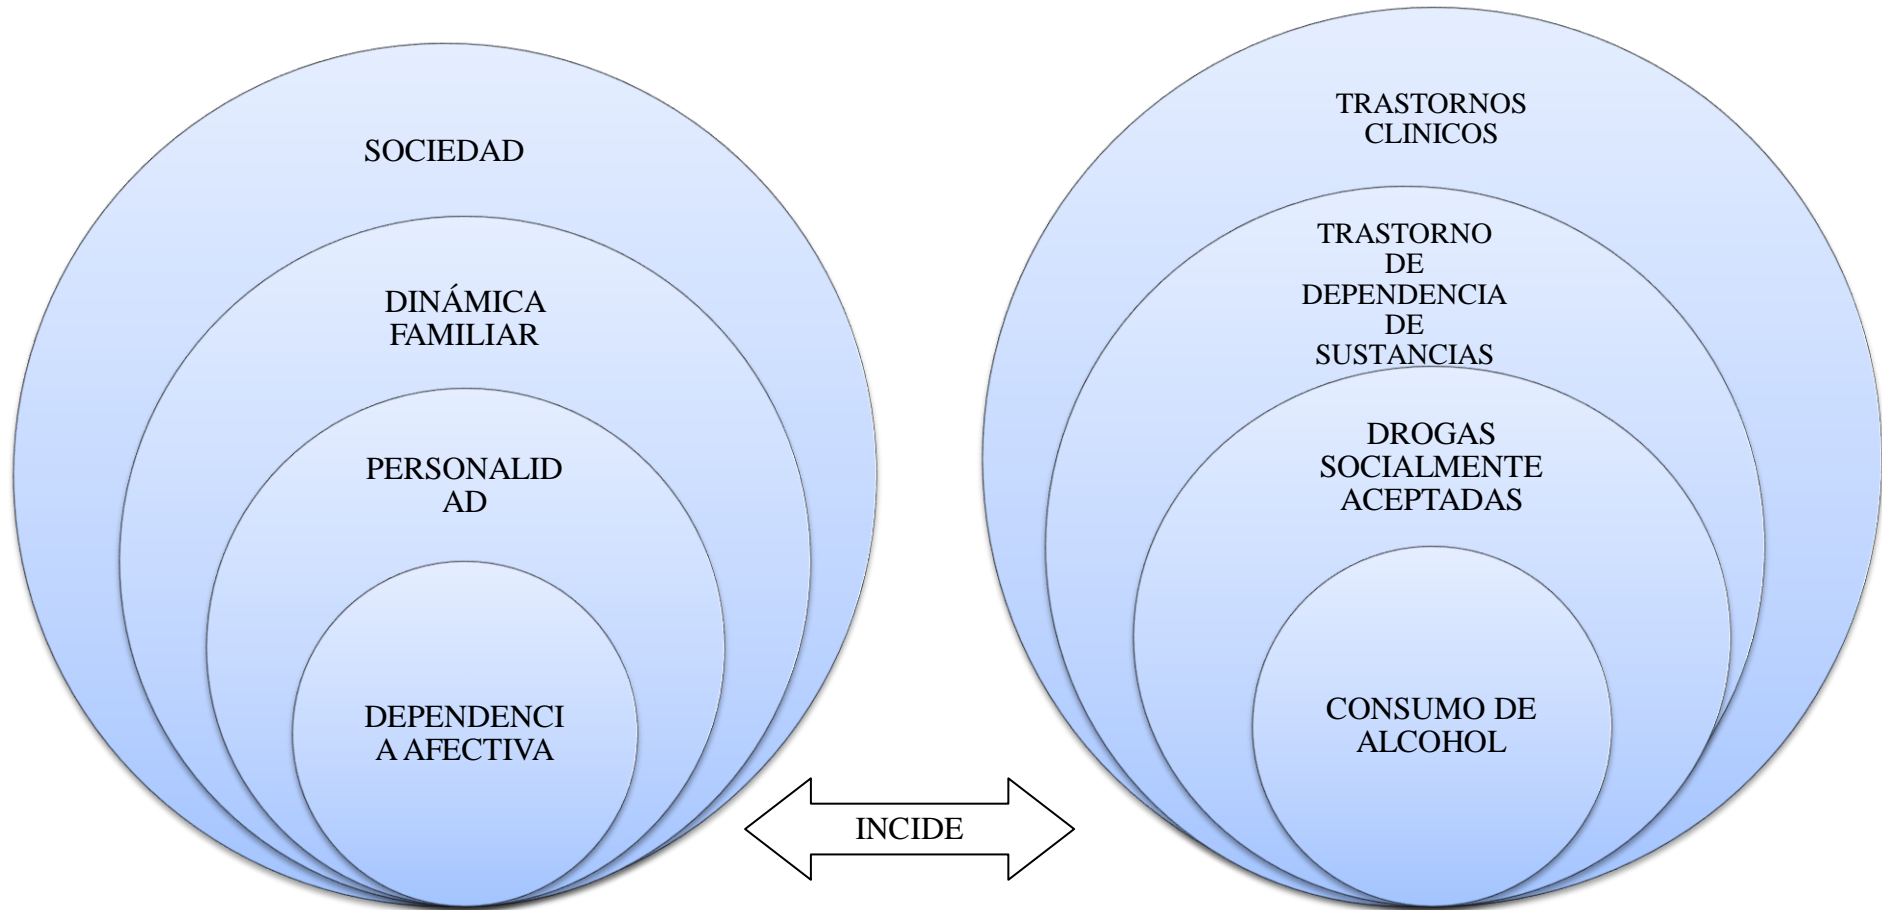 SOCIEDAD
DINÁMICA
FAMILIAR
PERSONALID
AD
DEPENDENCI
A AFECTIVA
INCIDE
TRASTORNOS
CLINICOS
TRASTORNO
DE
DEPENDENCIA
DE
SUSTANCIAS
DROGAS
SOCIALMENTE
ACEPTADAS
CONSUMO DE
ALCOHOL